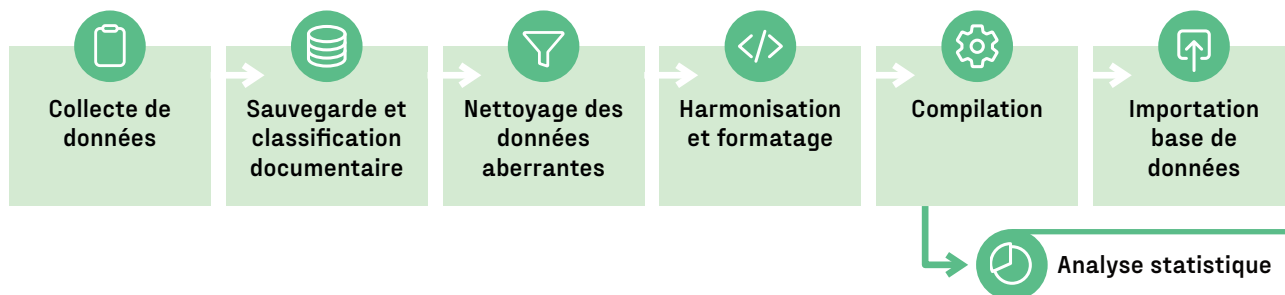 Collecte de
données
Sauvegarde et
classification
documentaire
Nettoyage des
données
aberrantes
Harmonisation
et formatage
Compilation
Importation
base de
données
Analyse statistique